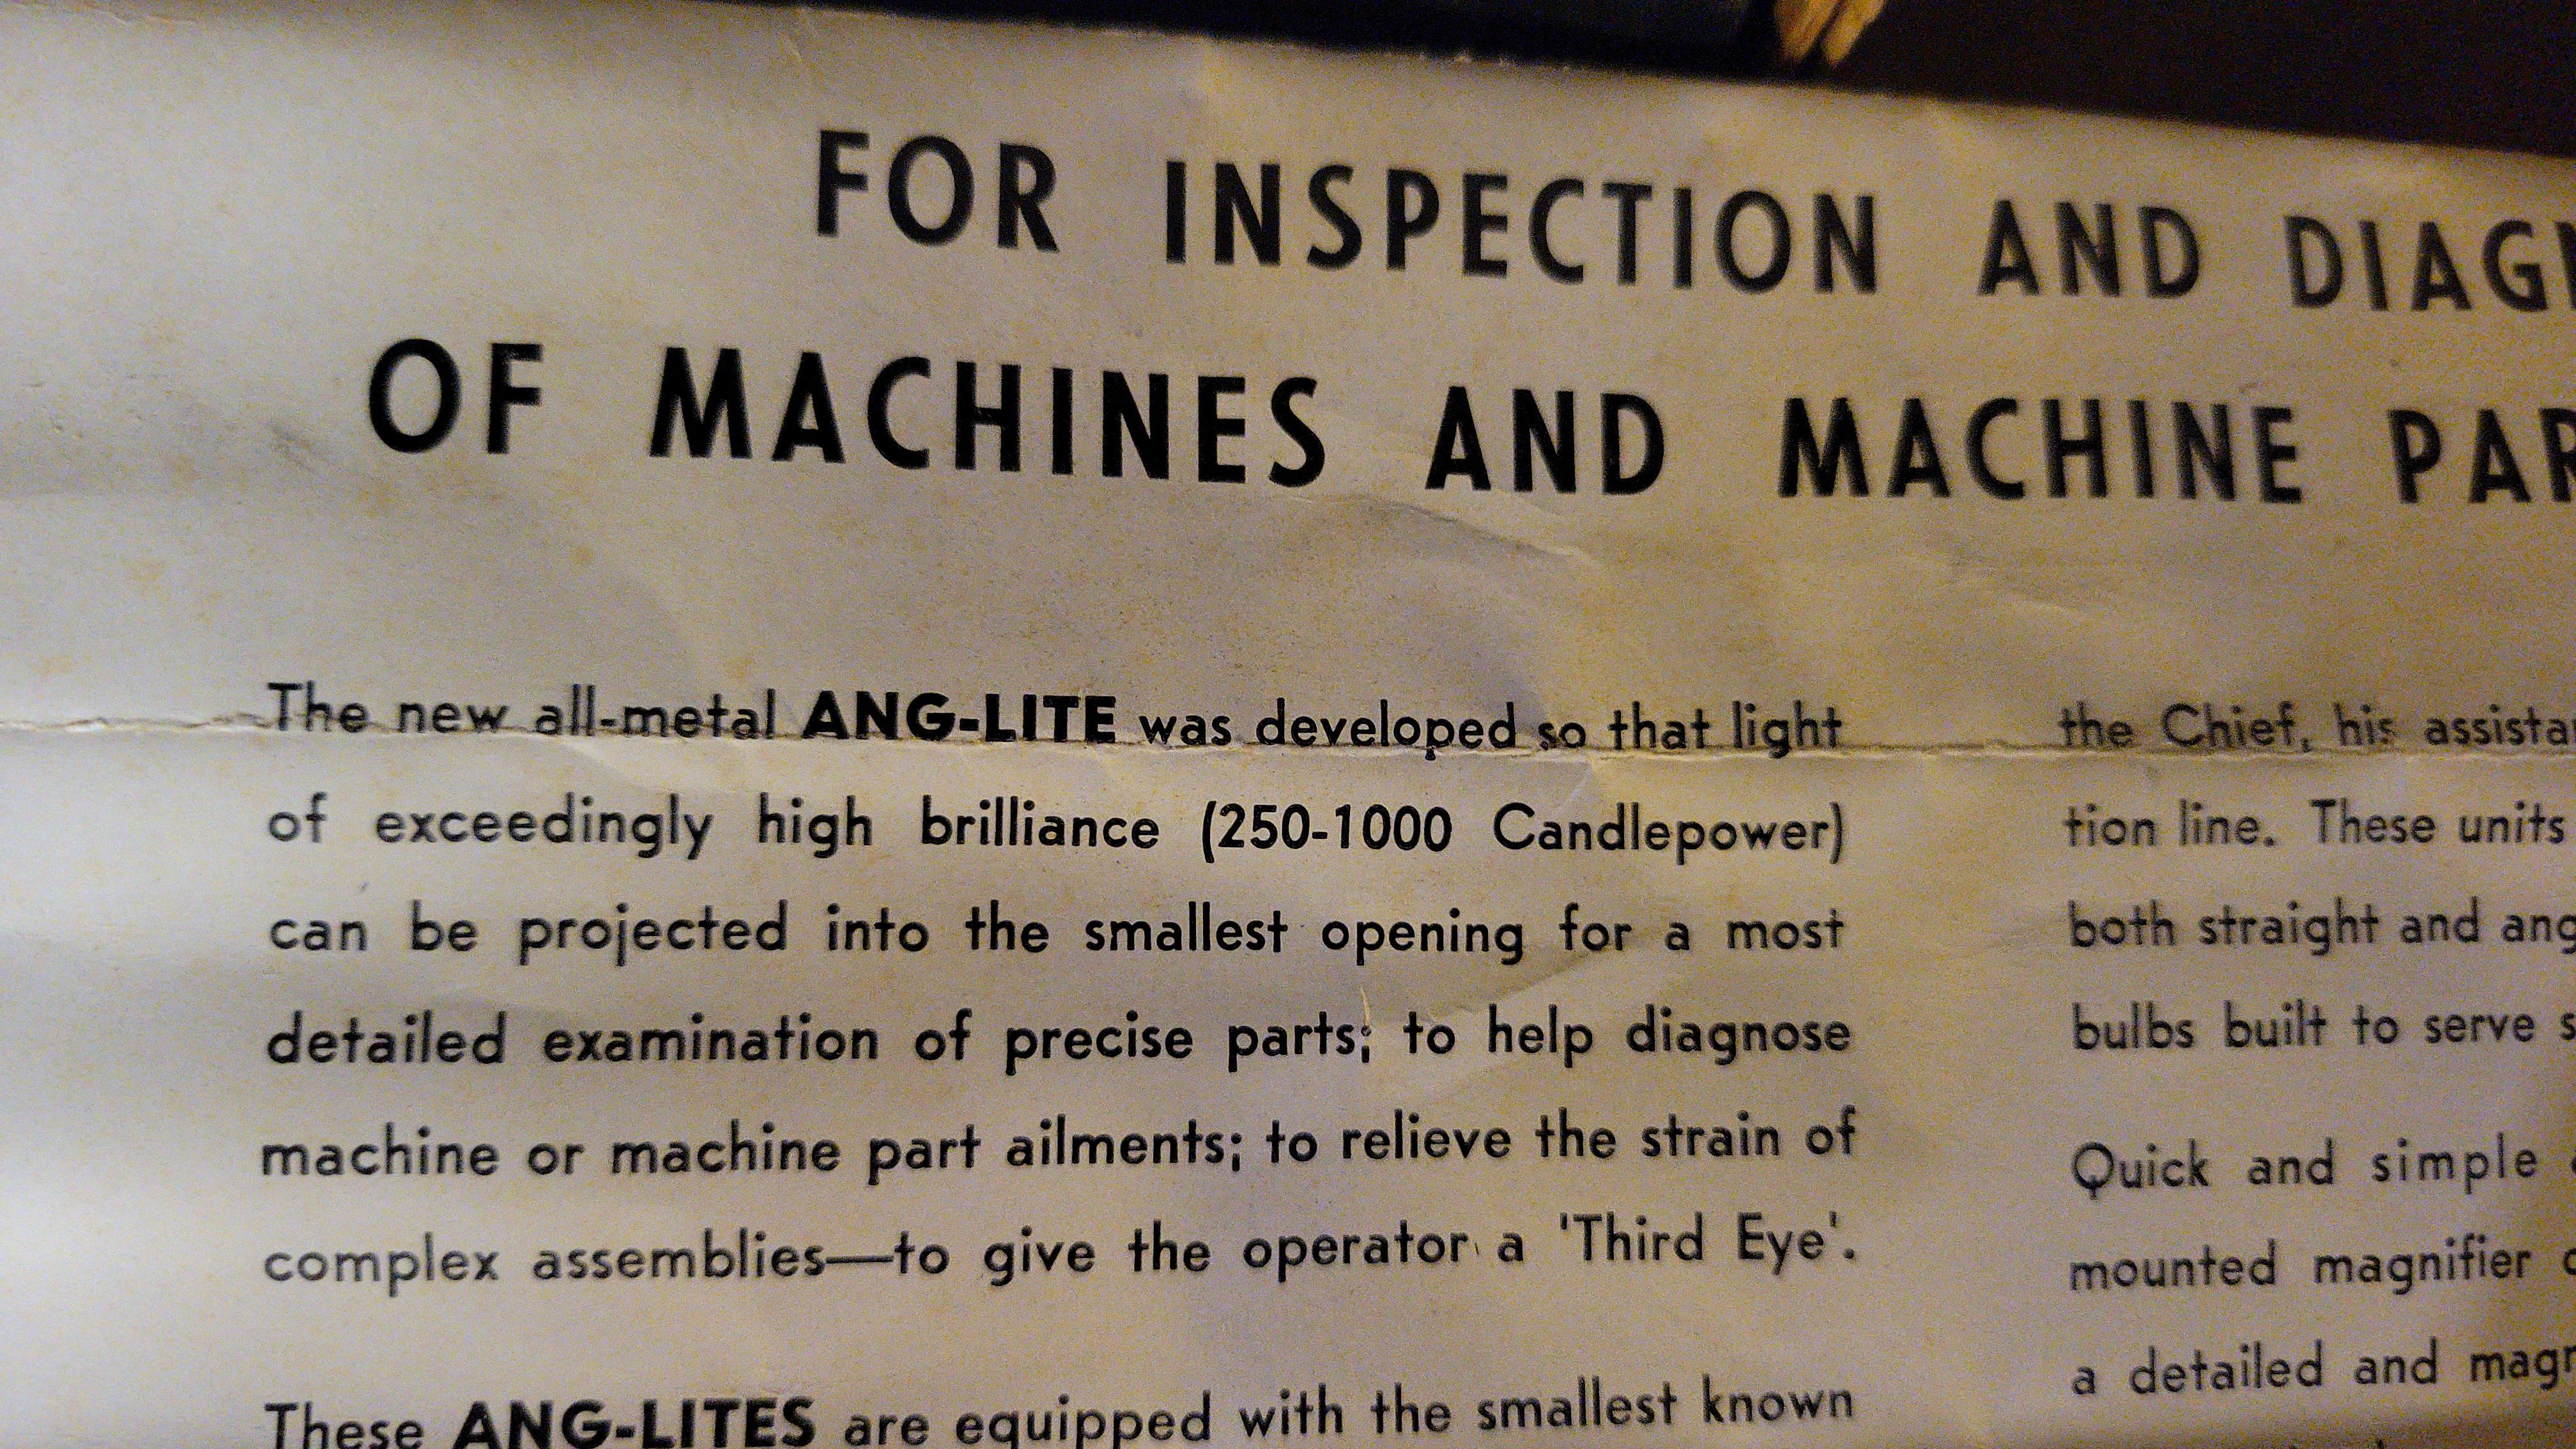 FOR INSPECTION AND DIAGN
OF MACHINES AND MACHINE PAR
The new all-metal ANG-LITE was developed so that light
of exceedingly high brilliance (250-1000 Candlepower)
can be projected into the smallest opening for a most
detailed examination of precise parts; to help diagnose
machine or machine part ailments; to relieve the strain of
complex assemblies—to give the operator a 'Third Eye'.
These ANG-LITES are equipped with the smallest known
the Chief, his assista
tion line. These units
both straight and ang
bulbs built to serve s
Quick and simple
mounted magnifier
a detailed and magn